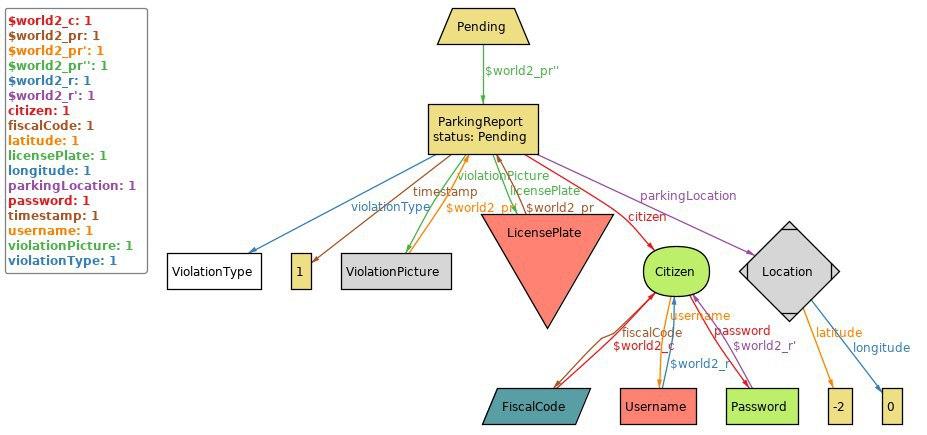 $world2_c: 1
$world2_pr: 1
$world2_pr': 1
$world2_pr'': 1
$world2_r: 1
$world2_r': 1
citizen: 1
fiscalCode: 1
latitude: 1
licensePlate: 1
longitude: 1
parkingLocation: 1
password: 1
timestamp: 1
username: 1
violationPicture: 1
violationType: 1
Pending
$world2_pr''
ParkingReport
status: Pending
violationPicture
timestamp
licensePlate
parkingLocation
violationType
$world2_pr'
$world2_pr
citizen
LicensePlate
ViolationType
1
ViolationPicture
Citizen
Location
username
fiscalCode
password
latitude
$world2_c
$world2_r'
longitude
$world2_r
FiscalCode
Username
Password
-2
0